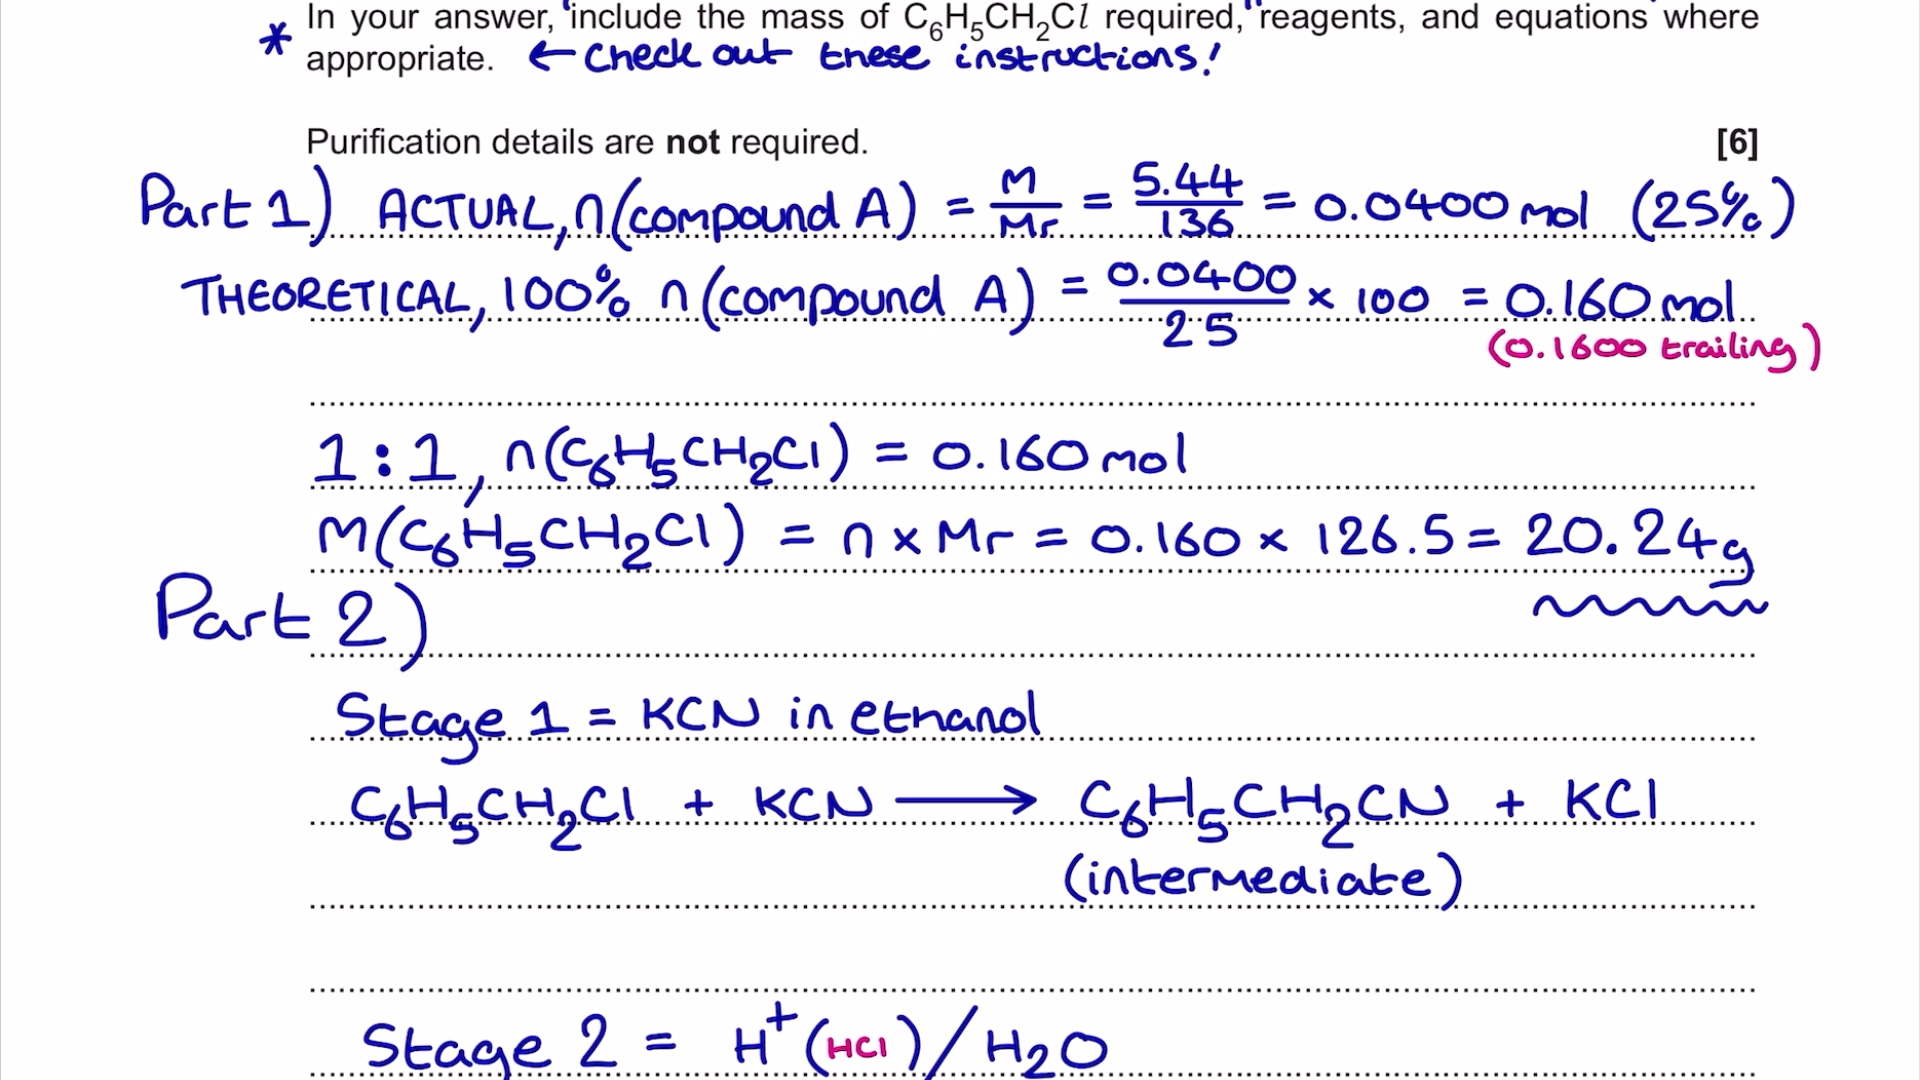 In your answer, "include the mass of C₆H₅CH₂Cl required," "reagents, and equations" where
* appropriate. ← Check out these instructions!
Purification details are not required. [6]
Part 1) ACTUAL, n(compound A) = M/Mr = 5.44/136 = 0.0400 mol (25%)
THEORETICAL, 100% n(compound A) = 0.0400/25 × 100 = 0.160 mol
(0.1600 trailing)
1:1, n(C₆H₅CH₂Cl) = 0.160 mol
M(C₆H₅CH₂Cl) = n × Mr = 0.160 × 126.5 = 20.24g
Part 2)
Stage 1 = KCN in ethanol
C₆H₅CH₂Cl + KCN ⟶ C₆H₅CH₂CN + KCl
(intermediate)
Stage 2 = H⁺(HCl)/H₂O